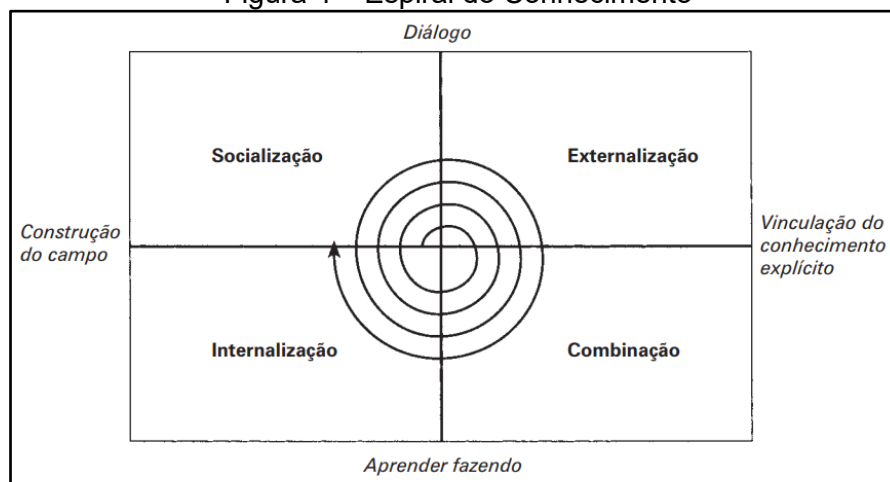 Figura 1 – Espiral do Conhecimento
Diálogo
Socialização
Externalização
Construção
do campo
Vinculação do
conhecimento
explícito
Internalização
Combinação
Aprender fazendo